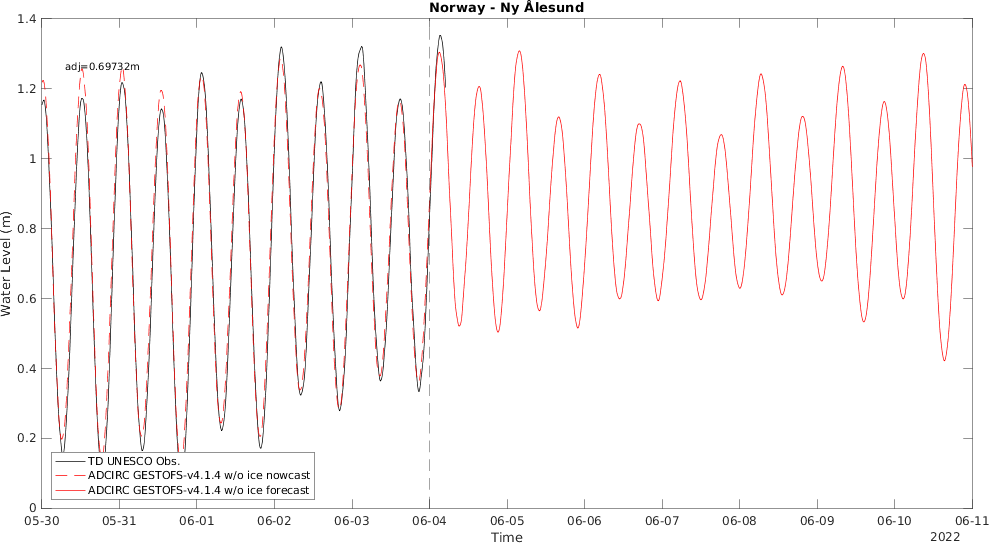 Norway - Ny Ålesund
1.4
1.2
1
0.8
0.6
0.4
0.2
0
Water Level (m)
adj=0.69732m
TD UNESCO Obs.
ADCIRC GESTOFS-v4.1.4 w/o ice nowcast
ADCIRC GESTOFS-v4.1.4 w/o ice forecast
05-30 05-31 06-01 06-02 06-03 06-04 06-05 06-06 06-07 06-08 06-09 06-10 06-11
Time
2022